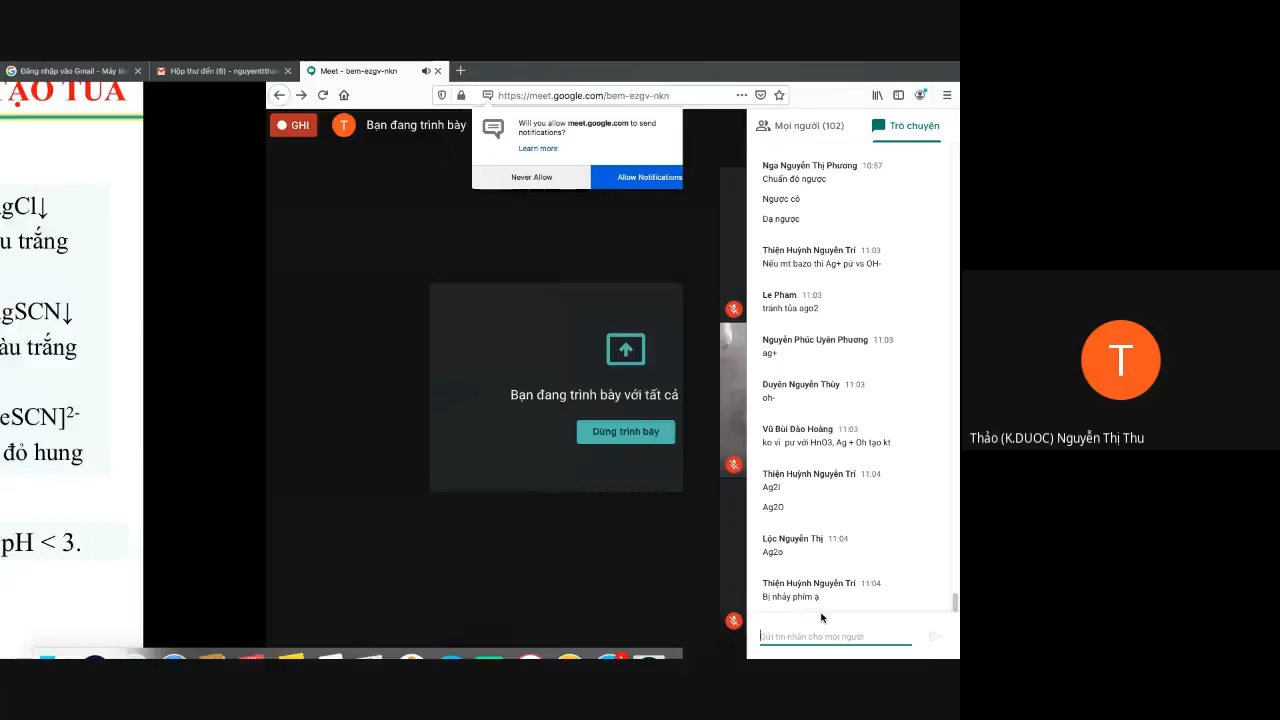 Đăng nhập vào Gmail - Máy tín
Hộp thư đến (6) - nguyenttthao
Meet - bem-ezgv-nkn
TẠO TỦA
https://meet.google.com/bem-ezgv-nkn
GHI
T
Bạn đang trình bày
Will you allow meet.google.com to send
notifications?
Learn more
Never Allow
Allow Notifications
Mọi người (102)
Trò chuyện
gCl↓
u trắng
gSCN↓
àu trắng
eSCN]2-
đỏ hung
pH < 3.
Bạn đang trình bày với tất cả
Dừng trình bày
Nga Nguyễn Thị Phương 10:57
Chuẩn độ ngược
Ngược cô
Dạ ngược
Thiện Huỳnh Nguyên Trí 11:03
Nếu mt bazo thì Ag+ pứ vs OH-
Le Pham 11:03
tránh tủa ago2
Nguyễn Phúc Uyên Phương 11:03
ag+
Duyên Nguyễn Thùy 11:03
oh-
Vũ Bùi Đào Hoàng 11:03
ko vì pư với HnO3, Ag + Oh tạo kt
Thiện Huỳnh Nguyên Trí 11:04
Ag2I
Ag2O
Lộc Nguyễn Thị 11:04
Ag2o
Thiện Huỳnh Nguyên Trí 11:04
Bị nhảy phím ạ
Gửi tin nhắn cho mọi người
T
Thảo (K.DUOC) Nguyễn Thị Thu